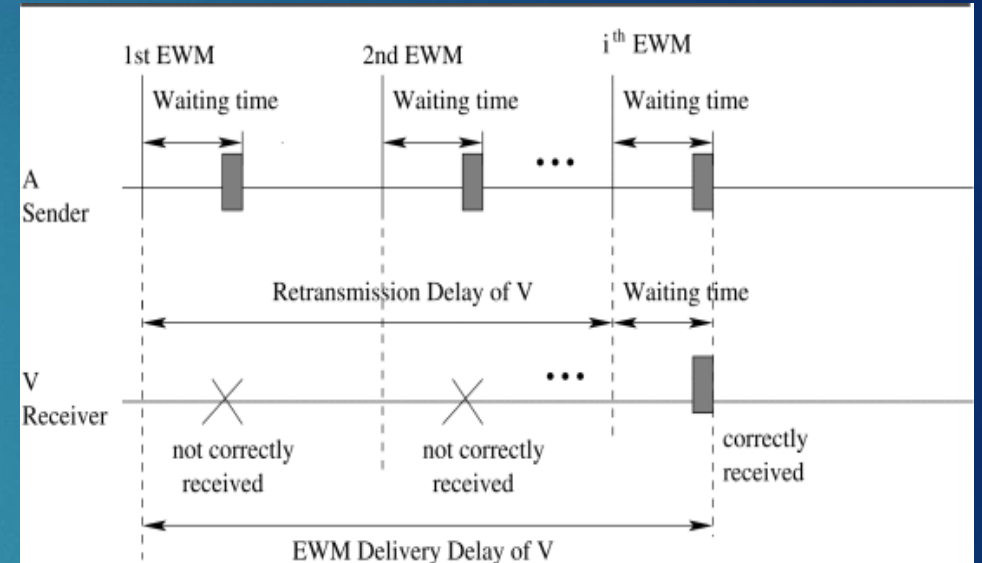 1st EWM 2nd EWM i th EWM
Waiting time Waiting time Waiting time
A
Sender
Retransmission Delay of V Waiting time
V
Receiver
not correctly
received
not correctly
received
correctly
received
EWM Delivery Delay of V